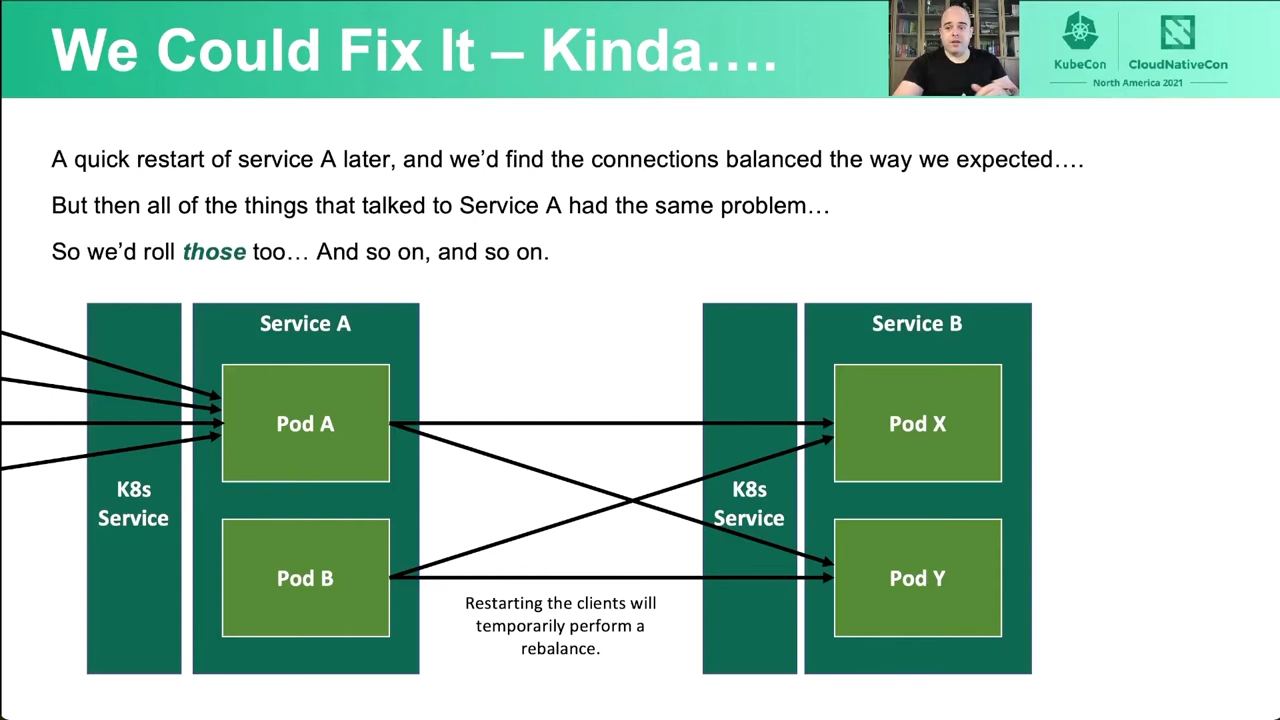 We Could Fix It – Kinda….
KubeCon
CloudNativeCon
North America 2021
A quick restart of service A later, and we’d find the connections balanced the way we expected….
But then all of the things that talked to Service A had the same problem…
So we’d roll those too… And so on, and so on.
K8s
Service
Service A
Pod A
Pod B
Restarting the clients will
temporarily perform a
rebalance.
K8s
Service
Service B
Pod X
Pod Y